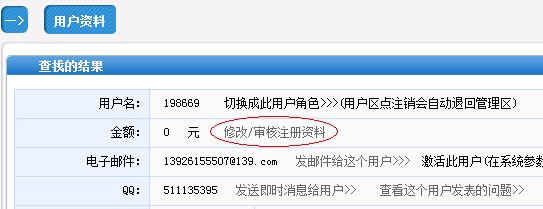 —> 用户资料
查找的结果
用户名: 198669 切换成此用户角色>>>(用户区点注销会自动退回管理区)
金额: 0 元 修改/审核注册资料
电子邮件: 13926155507@139.com 发邮件给这个用户>>> 激活此用户(在系统参数
QQ: 511135395 发送即时消息给用户>> 查看这个用户发表的问题>>